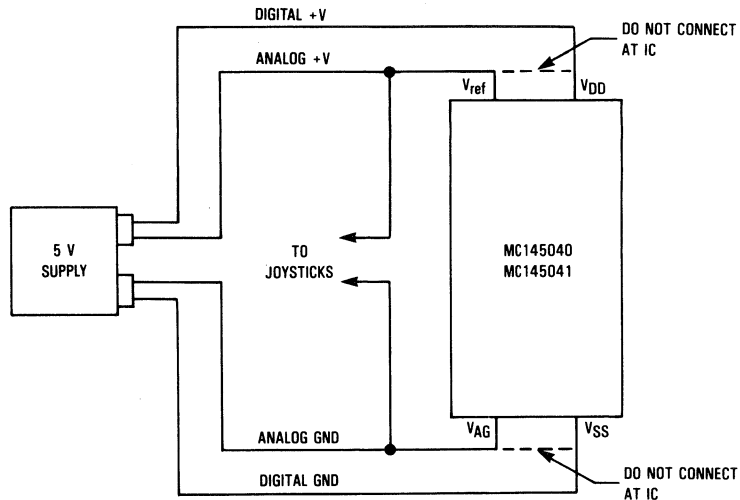 DIGITAL +V
DO NOT CONNECT
AT IC
ANALOG +V
Vref
VDD
5 V
SUPPLY
TO
JOYSTICKS
MC145040
MC145041
VAG
VSS
ANALOG GND
DIGITAL GND
DO NOT CONNECT
AT IC